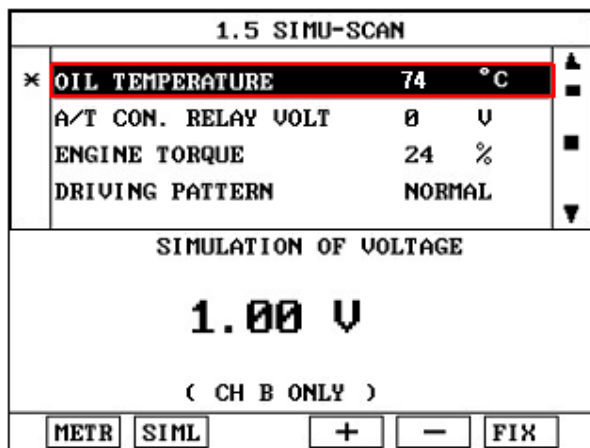 1.5 SIMU-SCAN
* OIL TEMPERATURE 74 °C
A/T CON. RELAY VOLT 0 V
ENGINE TORQUE 24 %
DRIVING PATTERN NORMAL
SIMULATION OF VOLTAGE
1.00 V
( CH B ONLY )
METR SIML + - FIX